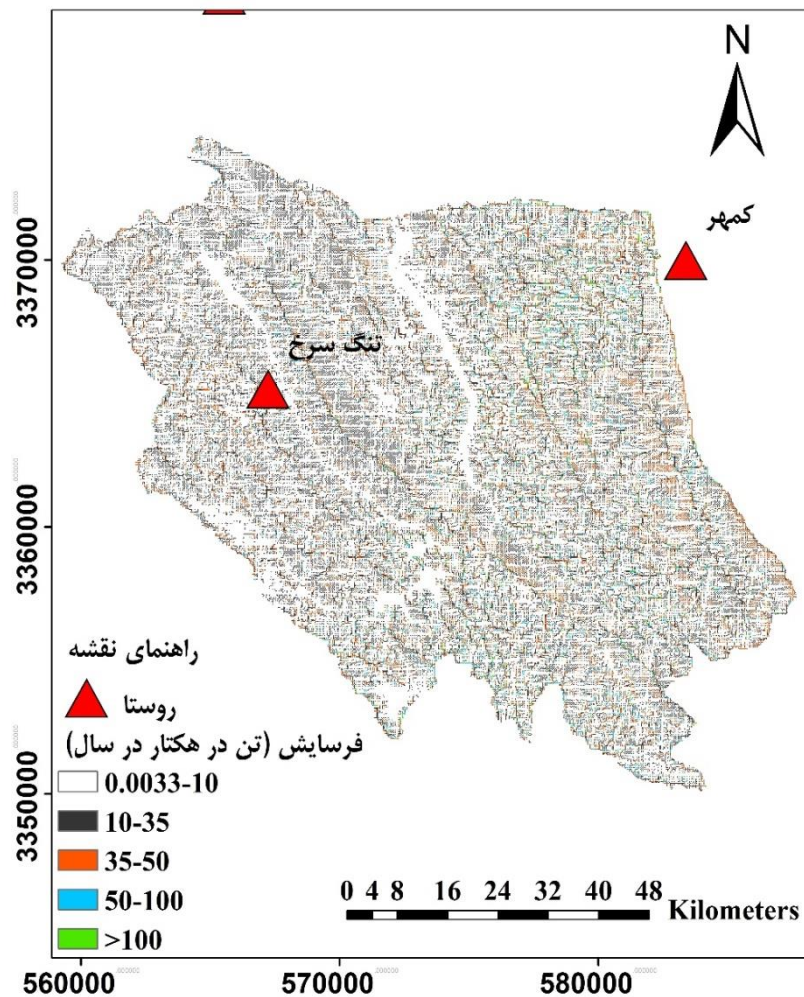 N
کمهر
تنگ سرخ
3370000
3360000
3350000
راهنمای نقشه
روستا
فرسایش (تن در هکتار در سال)
0.0033-10
10-35
35-50
50-100
>100
0 4 8 16 24 32 40 48 Kilometers
560000 570000 580000